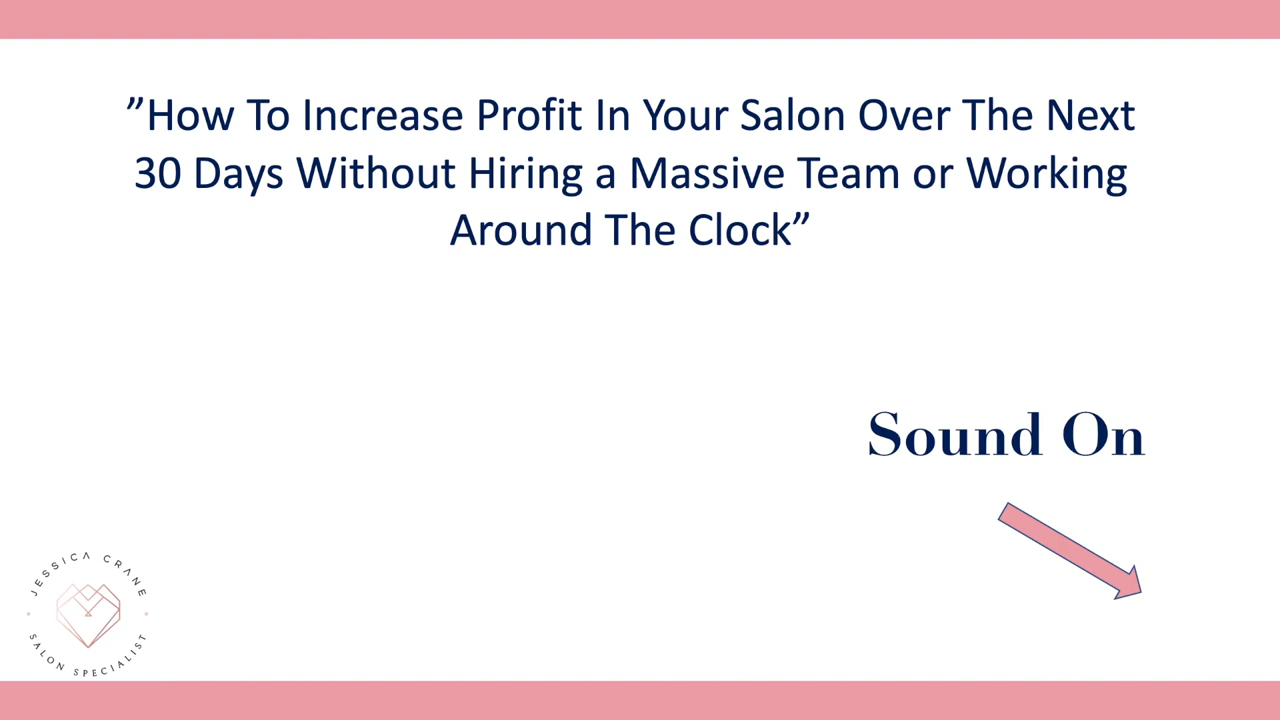 ”How To Increase Profit In Your Salon Over The Next
30 Days Without Hiring a Massive Team or Working
Around The Clock”
Sound On
JESSICA CRANE
SALON SPECIALIST